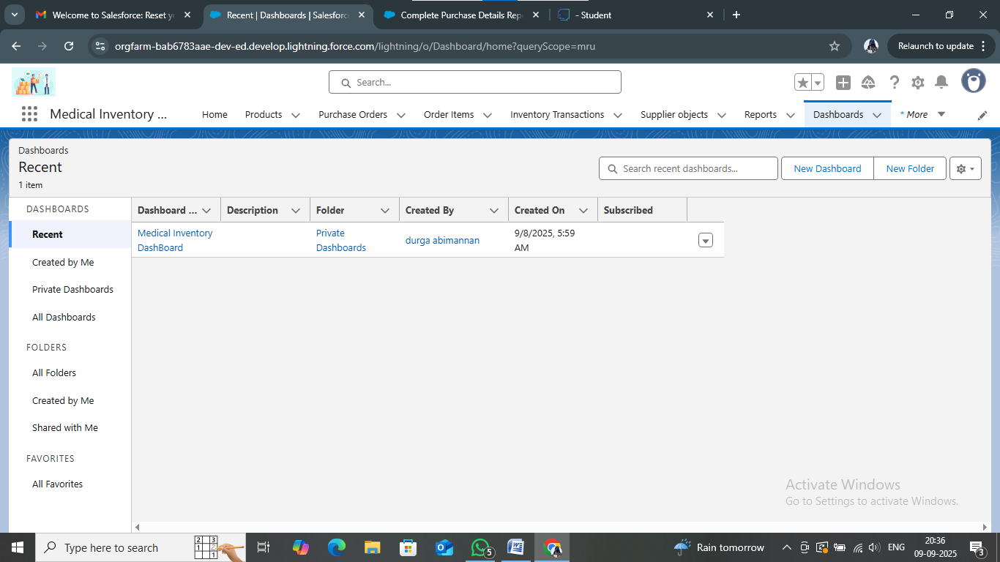 Welcome to Salesforce: Reset y
Recent | Dashboards | Salesforc
Complete Purchase Details Rep
- Student
orgfarm-bab6783aae-dev-ed.develop.lightning.force.com/lightning/o/Dashboard/home?queryScope=mru
Relaunch to update
Search...
Medical Inventory ...
Home
Products
Purchase Orders
Order Items
Inventory Transactions
Supplier objects
Reports
Dashboards
* More
Dashboards
Recent
1 item
Search recent dashboards...
New Dashboard
New Folder
DASHBOARDS
Recent
Created by Me
Private Dashboards
All Dashboards
FOLDERS
All Folders
Created by Me
Shared with Me
FAVORITES
All Favorites
Dashboard ...
Description
Folder
Created By
Created On
Subscribed
Medical Inventory
DashBoard
Private
Dashboards
durga abimannan
9/8/2025, 5:59
AM
Activate Windows
Go to Settings to activate Windows.
Type here to search
2 3
1 2
1
5
Rain tomorrow
ENG
20:36
09-09-2025
3